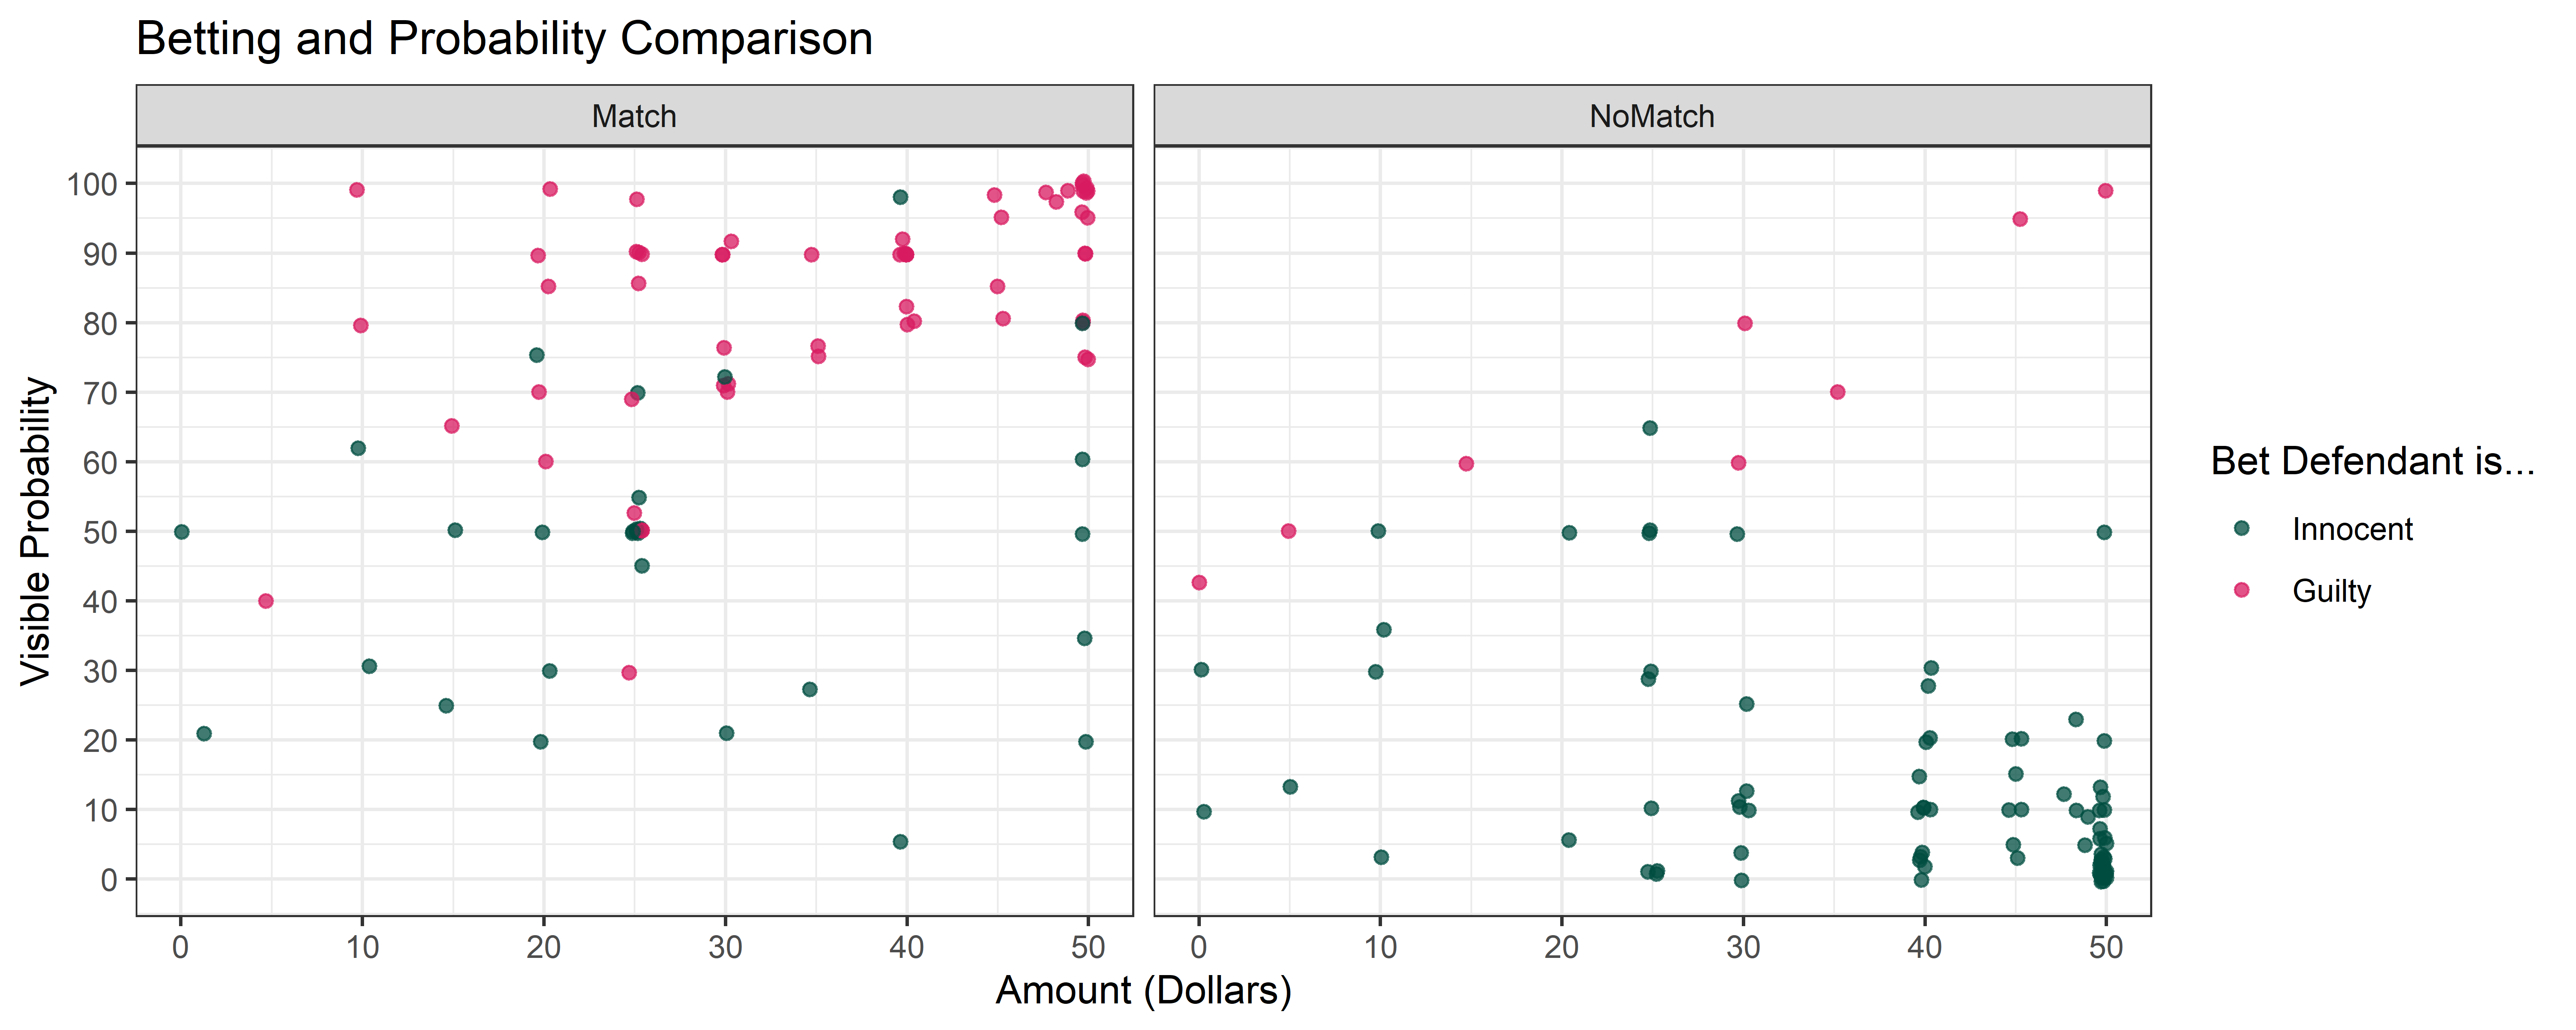 Betting and Probability Comparison
Match
NoMatch
Visible Probability
100
90
80
70
60
50
40
30
20
10
0
0 10 20 30 40 50
0 10 20 30 40 50
Amount (Dollars)
Bet Defendant is...
Innocent
Guilty